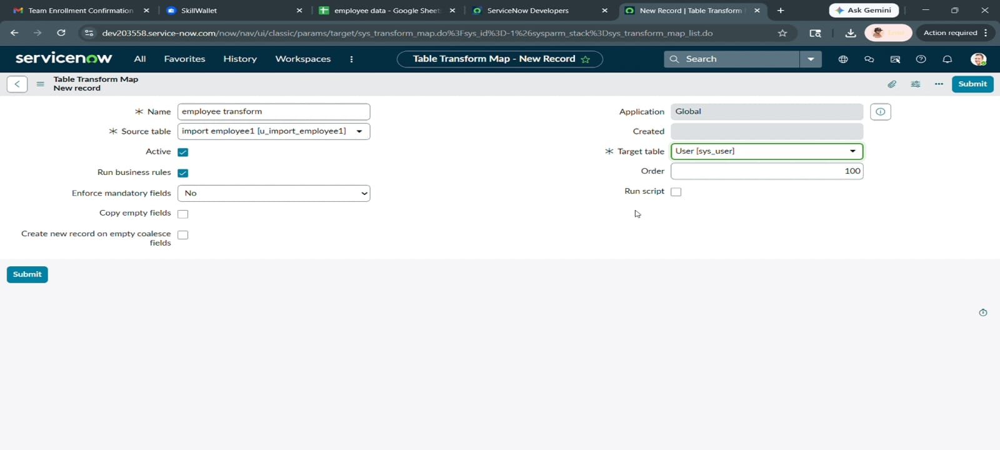 Team Enrollment Confirmation
SkillWallet
employee data - Google Sheet
ServiceNow Developers
New Record | Table Transform
Ask Gemini
dev203558.service-now.com/now/nav/ui/classic/params/target/sys_transform_map.do%3Fsys_id%3D-1%26sysparm_stack%3Dsys_transform_map_list.do
Error
Action required
servicenow
All
Favorites
History
Workspaces
Table Transform Map - New Record
Search
Table Transform Map
New record
Submit
Name
employee transform
Application
Global
Source table
import employee1 [u_import_employee1]
Created
Active
Target table
User [sys_user]
Run business rules
Order
100
Enforce mandatory fields
No
Run script
Copy empty fields
Create new record on empty coalesce
fields
Submit